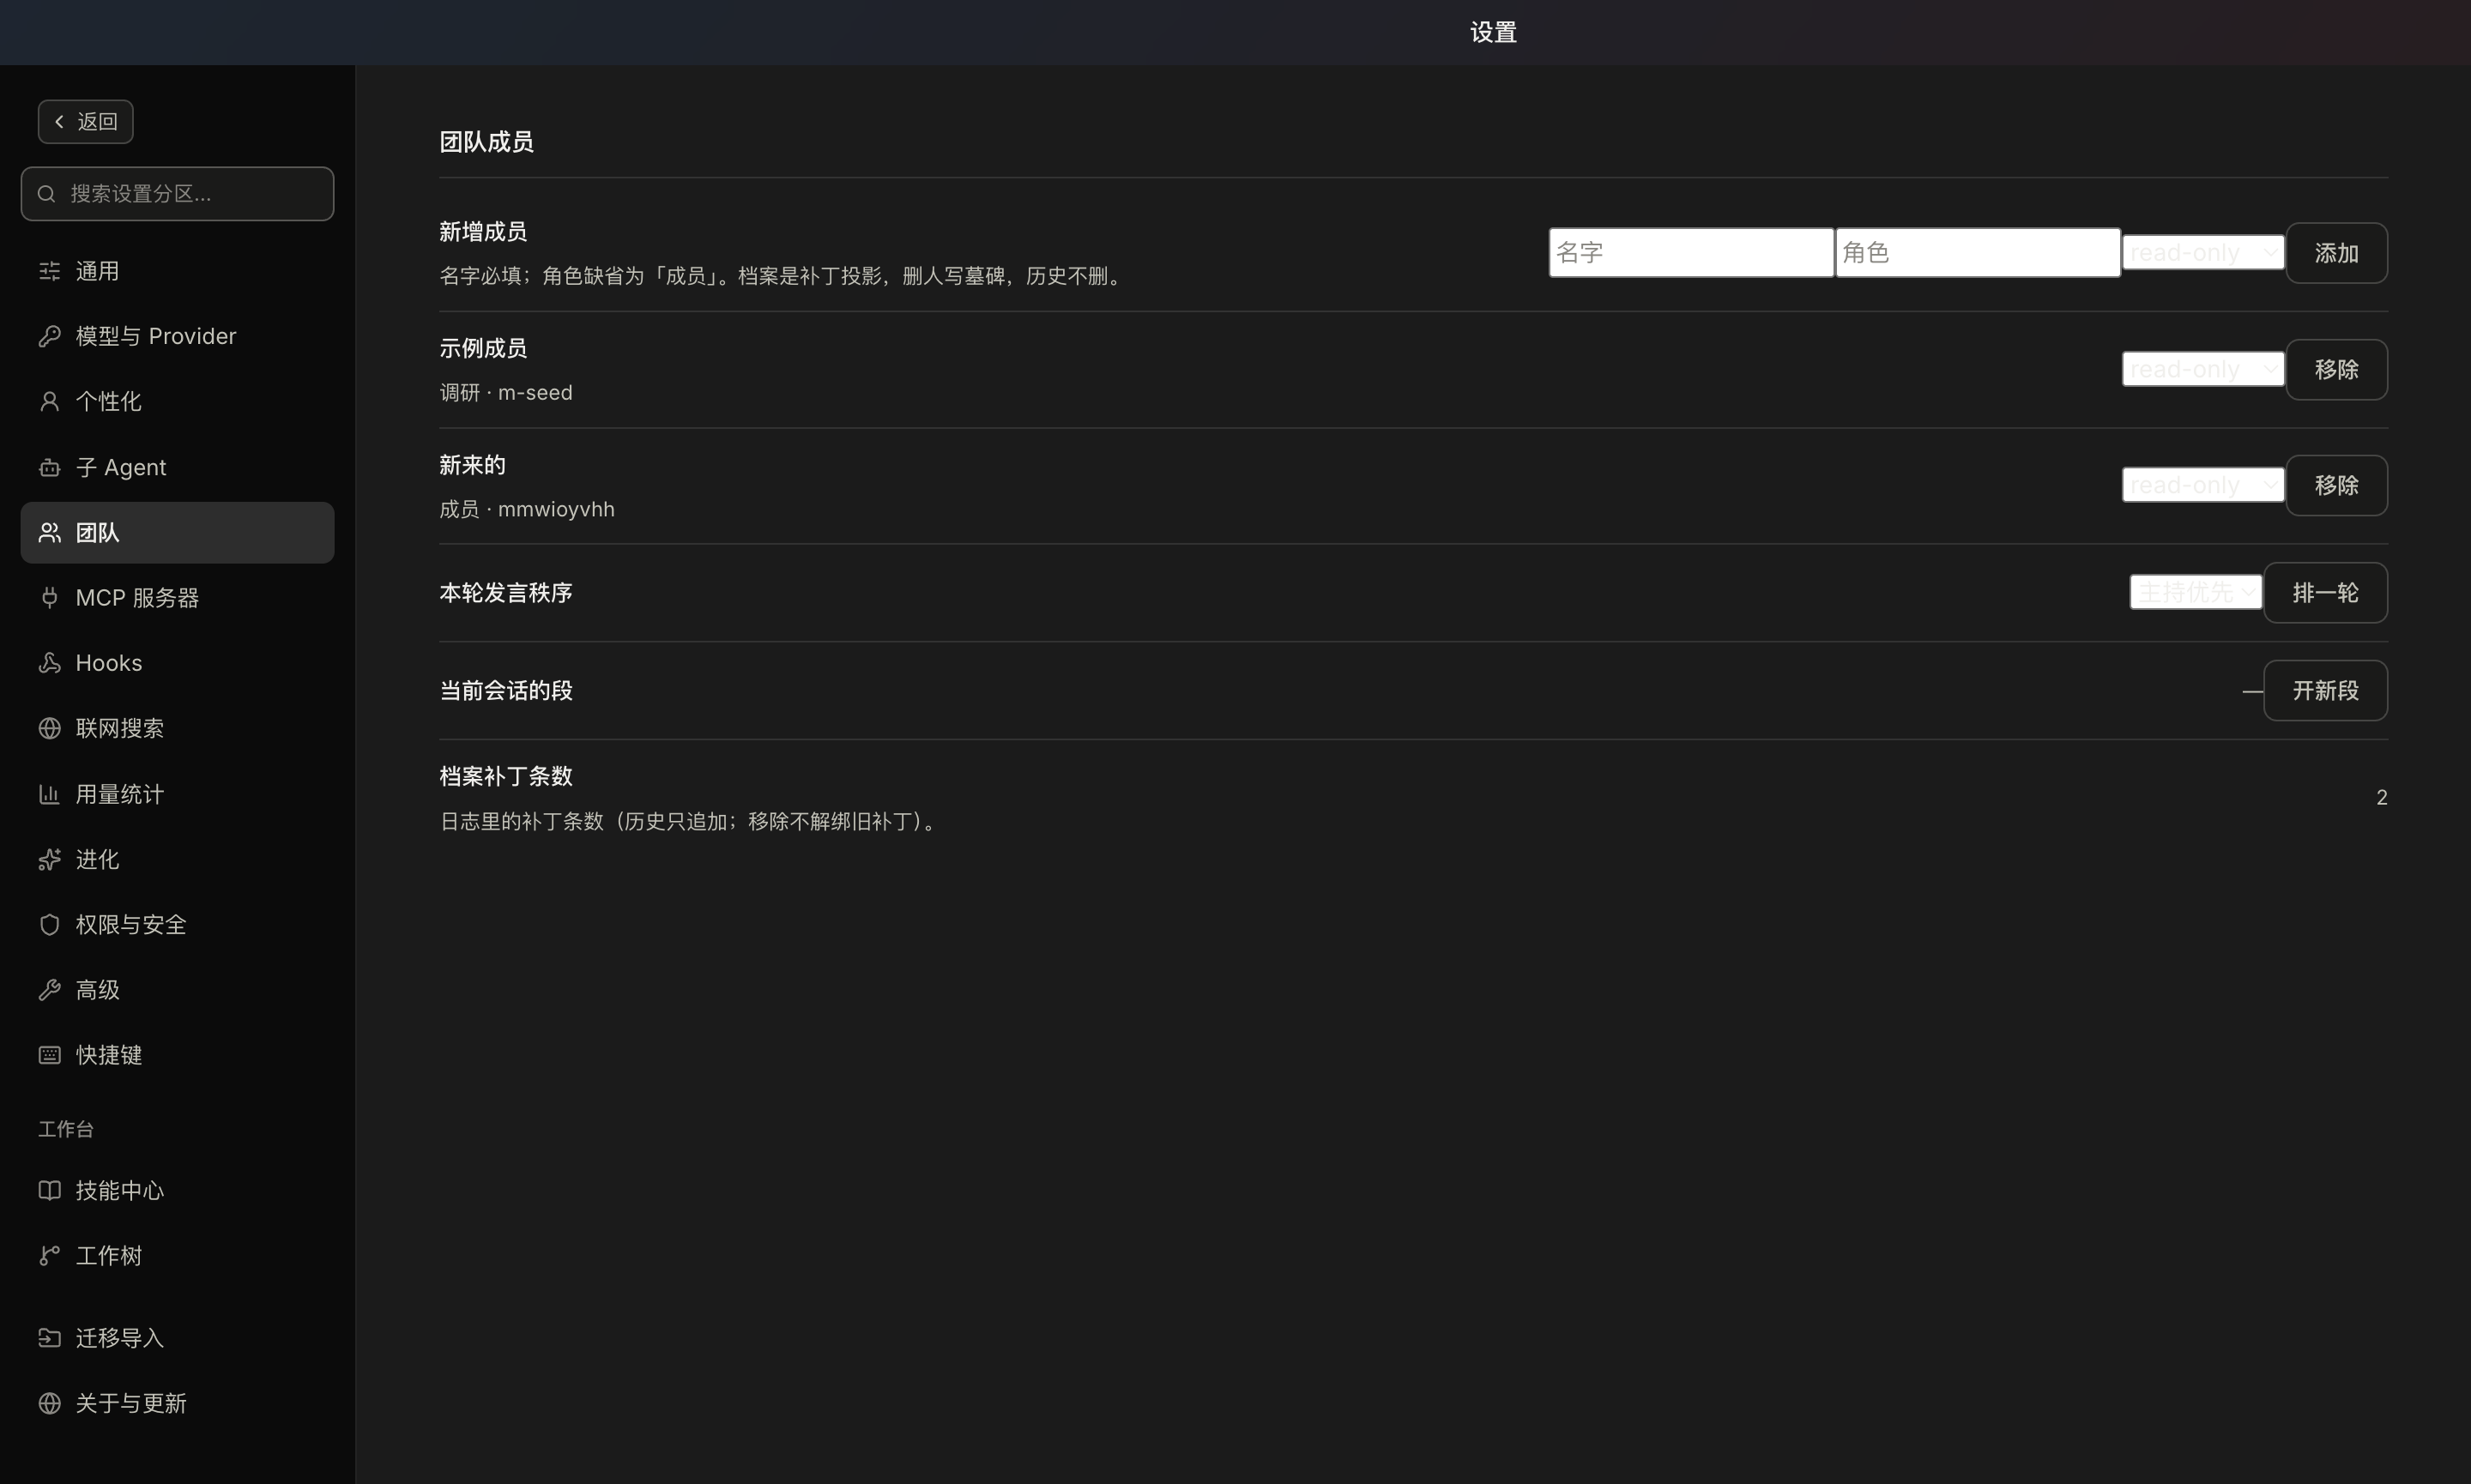 设置
返回
搜索设置分区...
通用
模型与 Provider
个性化
子 Agent
团队
MCP 服务器
Hooks
联网搜索
用量统计
进化
权限与安全
高级
快捷键
工作台
技能中心
工作树
迁移导入
关于与更新
团队成员
新增成员
名字必填；角色缺省为「成员」。档案是补丁投影，删人写墓碑，历史不删。
名字 角色 read-only 添加
示例成员
调研 · m-seed
read-only 移除
新来的
成员 · mmwioyvhh
read-only 移除
本轮发言秩序
主持优先 排一轮
当前会话的段
— 开新段
档案补丁条数
日志里的补丁条数（历史只追加；移除不解绑旧补丁）。
2